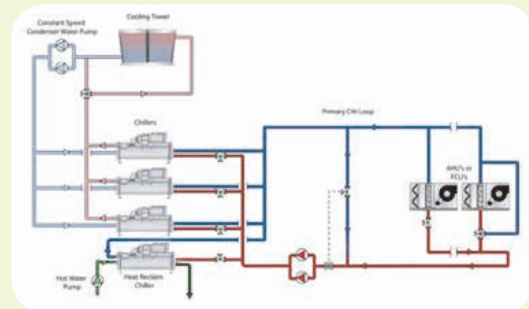 Cooling Tower
Constant Speed
Condenser Water Pump
Primary CW Loop
Chillers
AHU's or
FCU's
Hot Water
Pump
Heat Reclaim
Chiller